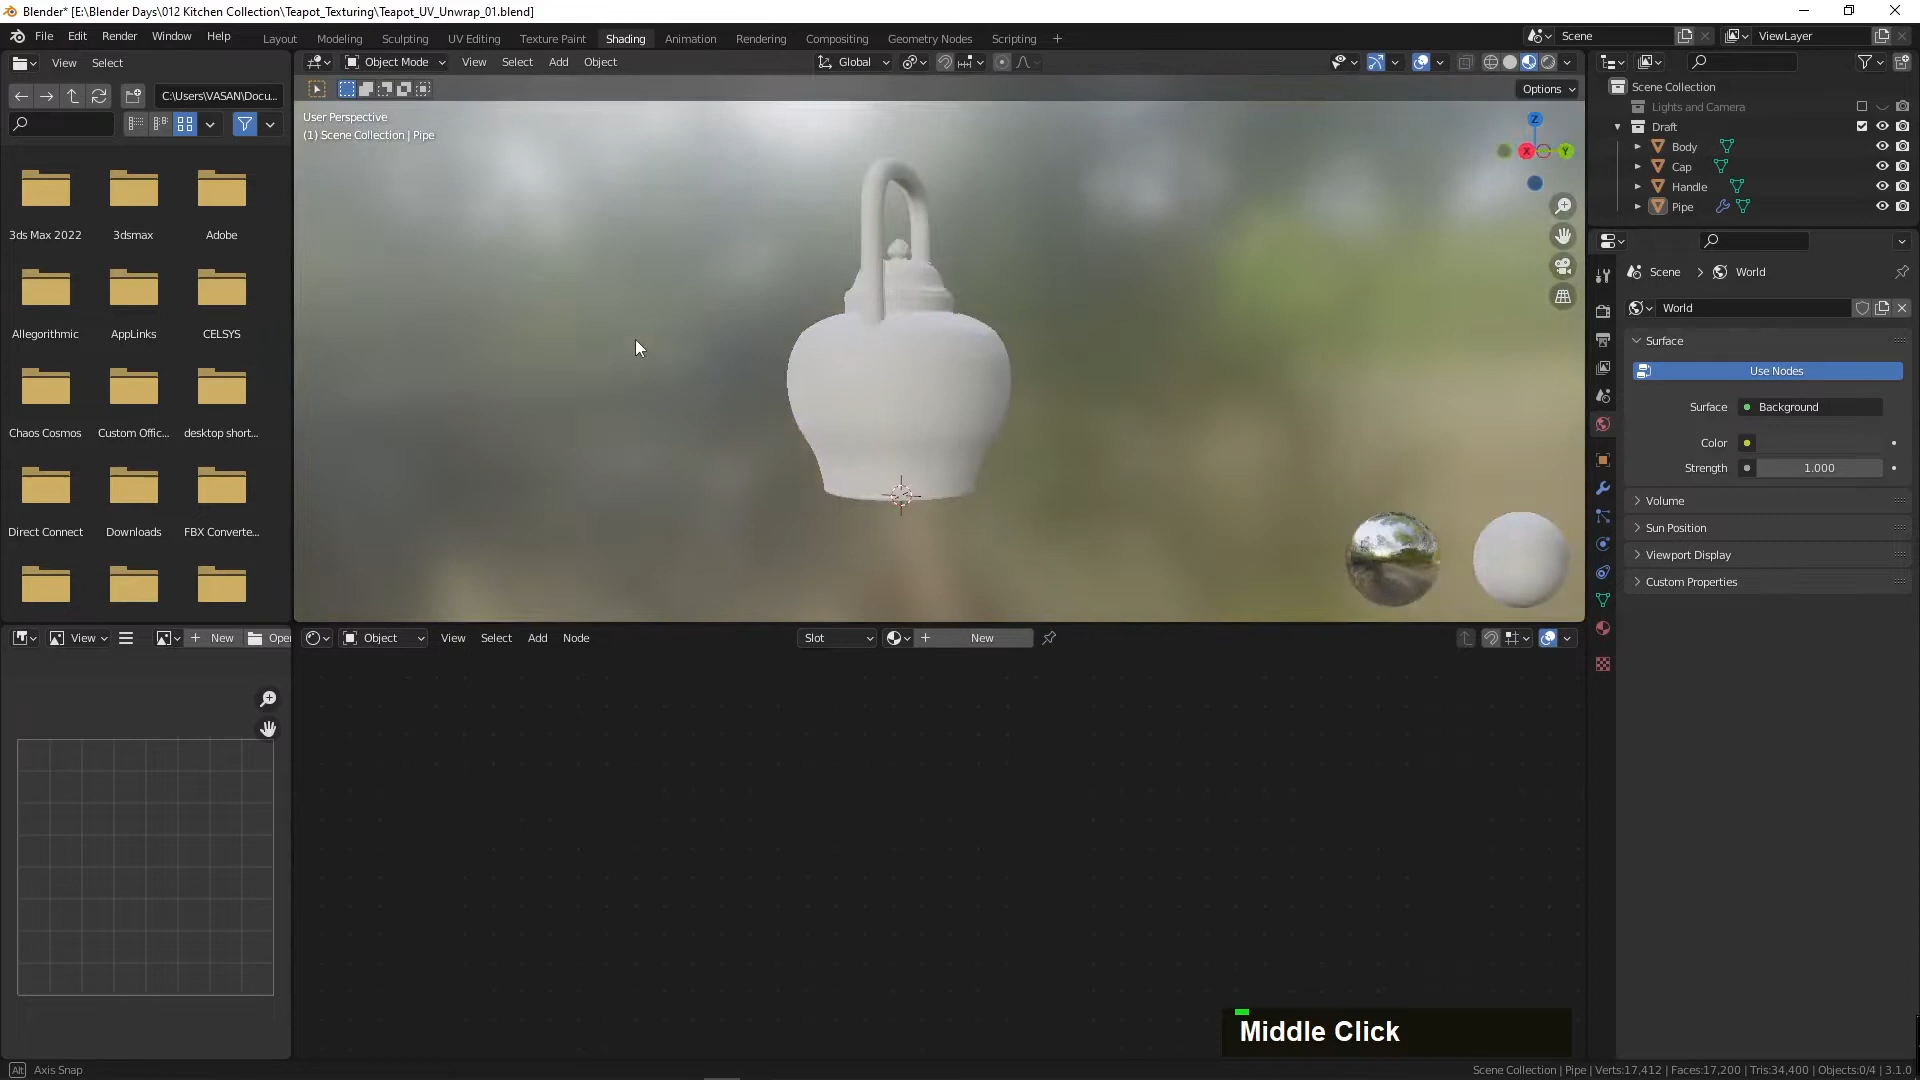 Blender* [E:\Blender Days\012 Kitchen Collection\Teapot_Texturing\Teapot_UV_Unwrap_01.blend]
File Edit Render Window Help
Layout Modeling Sculpting UV Editing Texture Paint Shading Animation Rendering Compositing Geometry Nodes Scripting +
Scene
ViewLayer
View Select
Object Mode View Select Add Object
Global
C:\Users\VASAN\Docu...
Options
User Perspective
(1) Scene Collection | Pipe
Z
X
Y
3ds Max 2022
3dsmax
Adobe
Allegorithmic
AppLinks
CELSYS
Chaos Cosmos
Custom Offic...
desktop short...
Direct Connect
Downloads
FBX Converte...
Scene Collection
Lights and Camera
Draft
Body
Cap
Handle
Pipe
Scene > World
World
Surface
Use Nodes
Surface Background
Color
Strength 1.000
Volume
Sun Position
Viewport Display
Custom Properties
View
+ New Open
Object View Select Add Node
Slot
+ New
Middle Click
Alt Axis Snap
Scene Collection | Pipe | Verts:17,412 | Faces:17,200 | Tris:34,400 | Objects:0/4 | 3.1.0